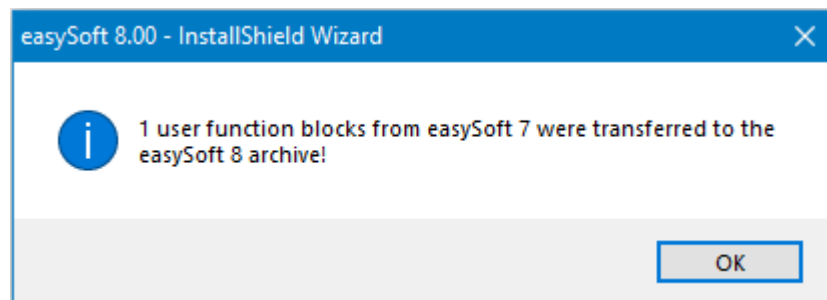 easySoft 8.00 - InstallShield Wizard
1 user function blocks from easySoft 7 were transferred to the
easySoft 8 archive!
OK